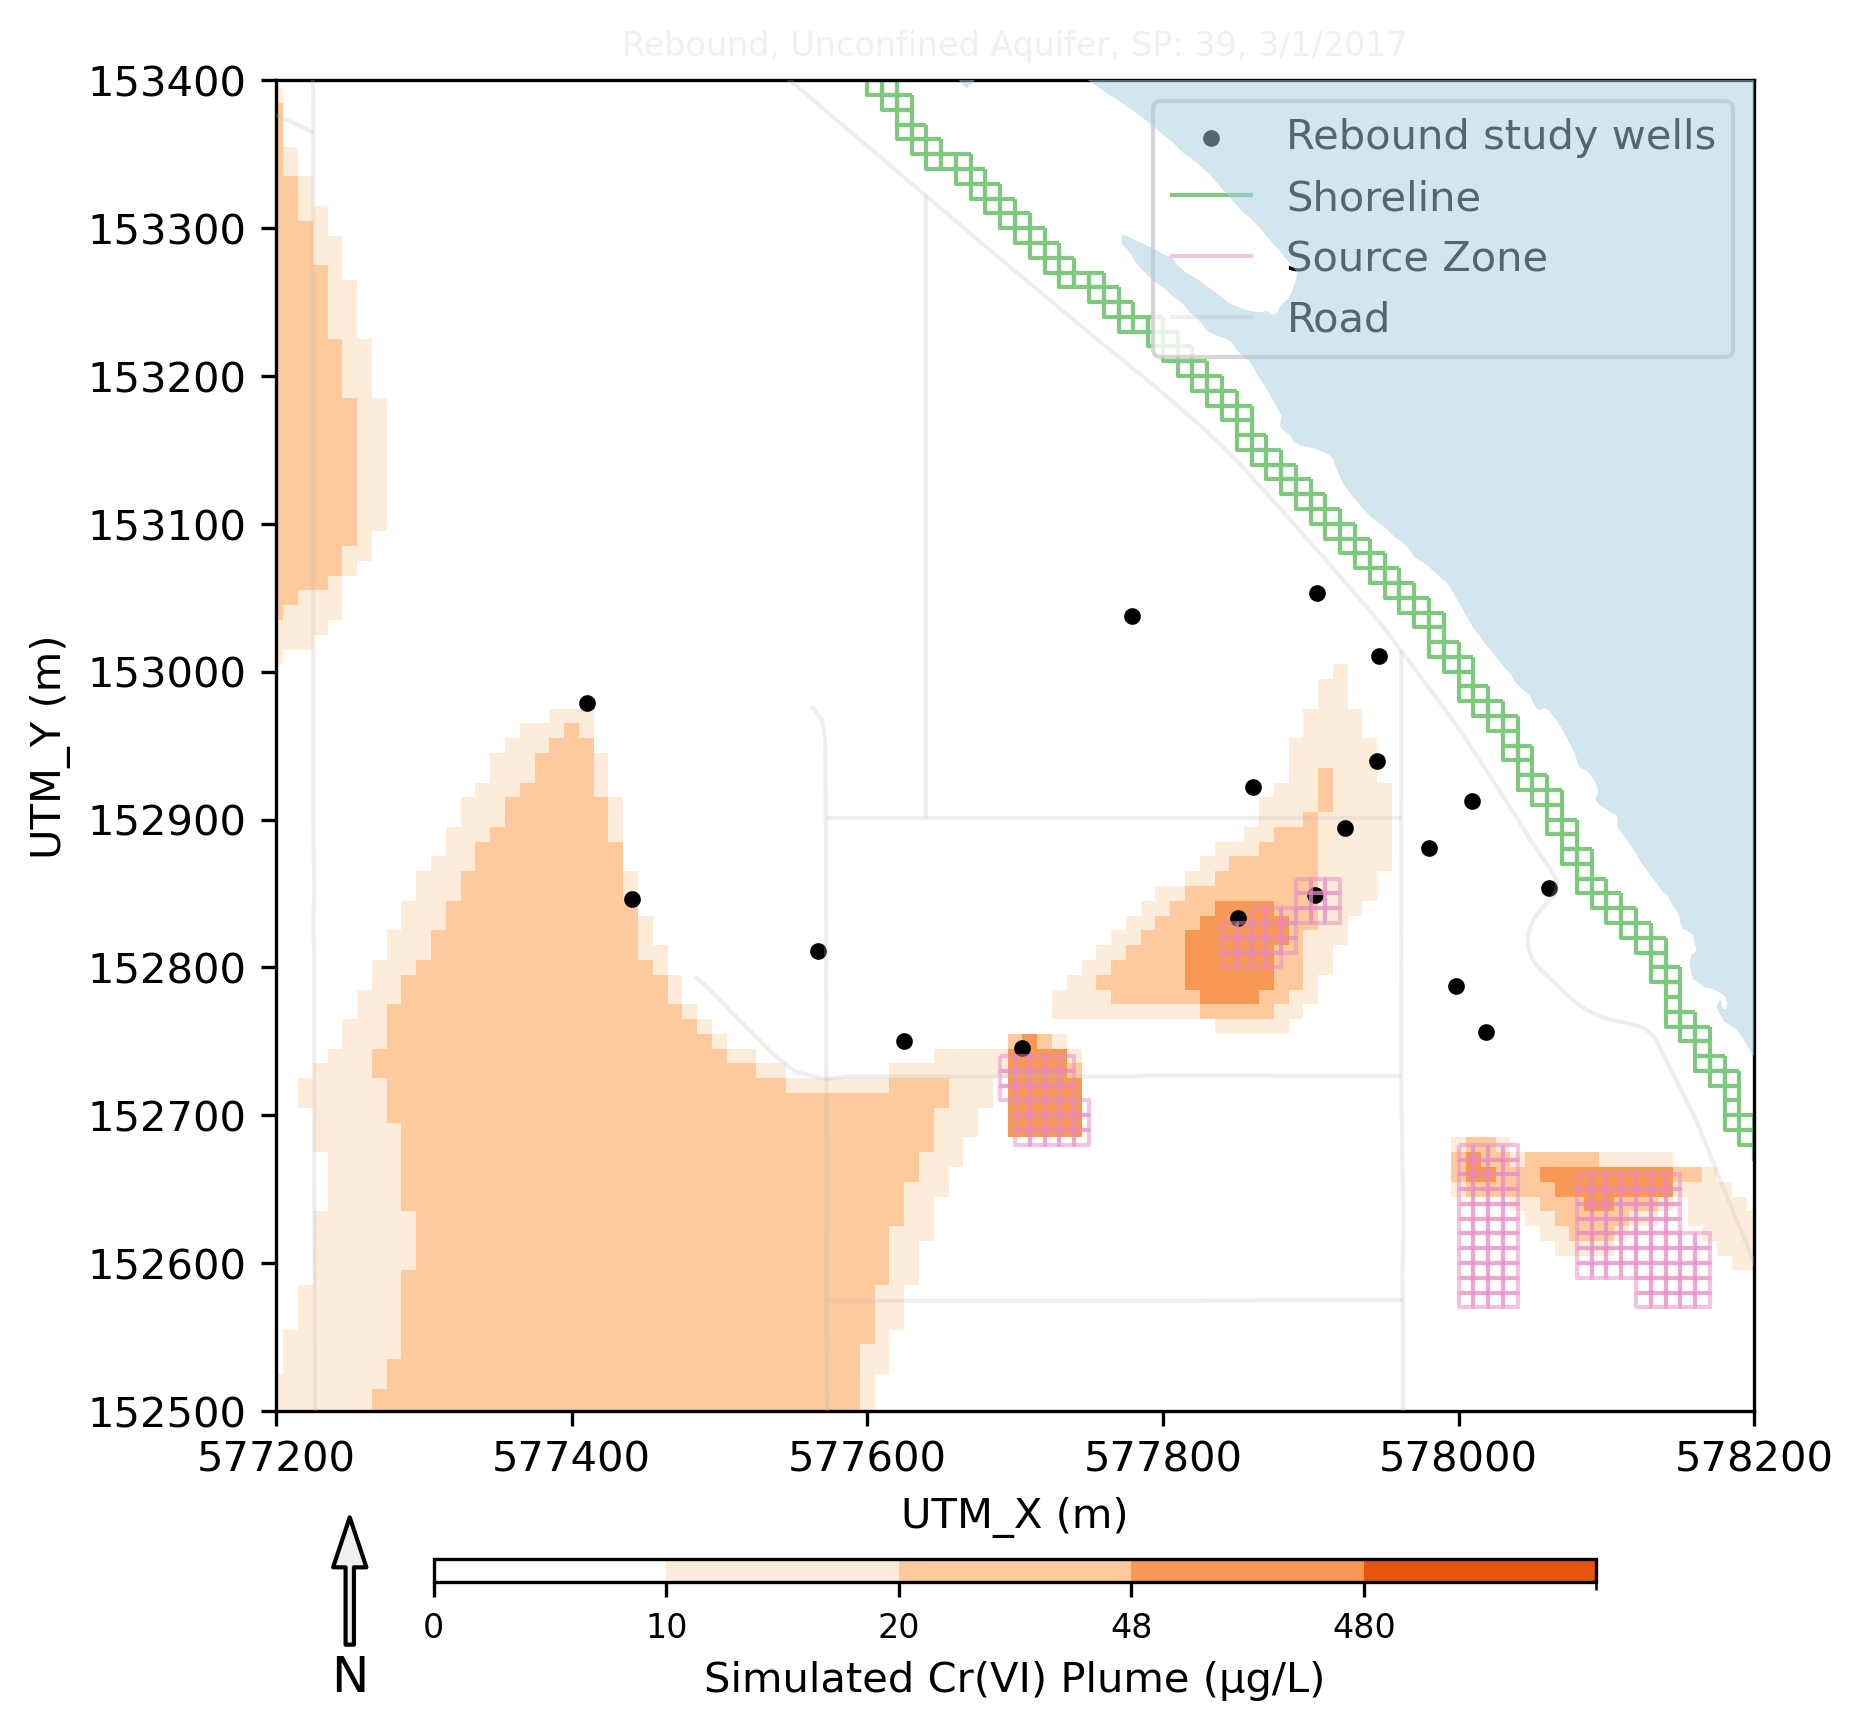 Rebound, Unconfined Aquifer, SP: 39, 3/1/2017
153400
153300
153200
153100
153000
152900
152800
152700
152600
152500
UTM_Y (m)
Rebound study wells
Shoreline
Source Zone
Road
577200 577400 577600 577800 578000 578200
UTM_X (m)
N
0 10 20 48 480
Simulated Cr(VI) Plume (µg/L)